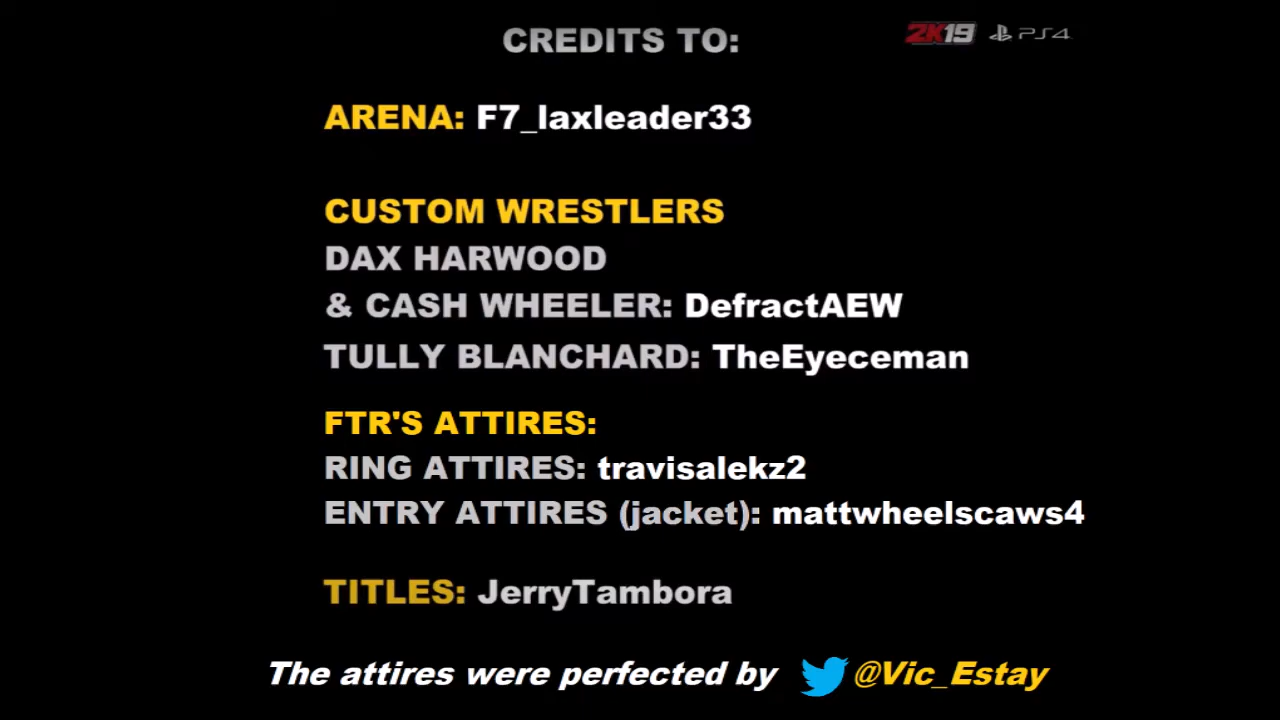 CREDITS TO:
2K19 PS4
ARENA: F7_laxleader33
CUSTOM WRESTLERS
DAX HARWOOD
& CASH WHEELER: DefractAEW
TULLY BLANCHARD: TheEyeceman
FTR'S ATTIRES:
RING ATTIRES: travisalekz2
ENTRY ATTIRES (jacket): mattwheelscaws4
TITLES: JerryTambora
The attires were perfected by @Vic_Estay